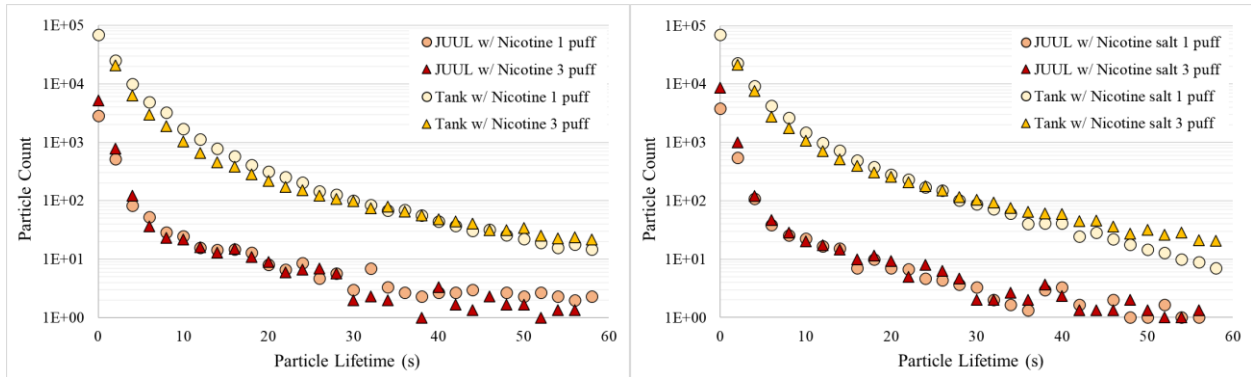 1E+05
1E+04
1E+03
1E+02
1E+01
1E+00
Particle Count
JUUL w/ Nicotine 1 puff
JUUL w/ Nicotine 3 puff
Tank w/ Nicotine 1 puff
Tank w/ Nicotine 3 puff
0 10 20 30 40 50 60
Particle Lifetime (s)
1E+05
1E+04
1E+03
1E+02
1E+01
1E+00
Particle Count
JUUL w/ Nicotine salt 1 puff
JUUL w/ Nicotine salt 3 puff
Tank w/ Nicotine salt 1 puff
Tank w/ Nicotine salt 3 puff
0 10 20 30 40 50 60
Particle Lifetime (s)